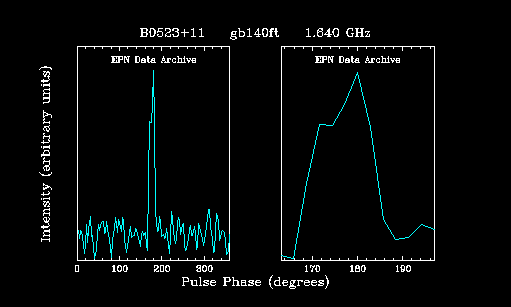 B0523+11 gb140ft 1.640 GHz
EPN Data Archive EPN Data Archive
Intensity (arbitrary units)
0 100 200 300 170 180 190
Pulse Phase (degrees)